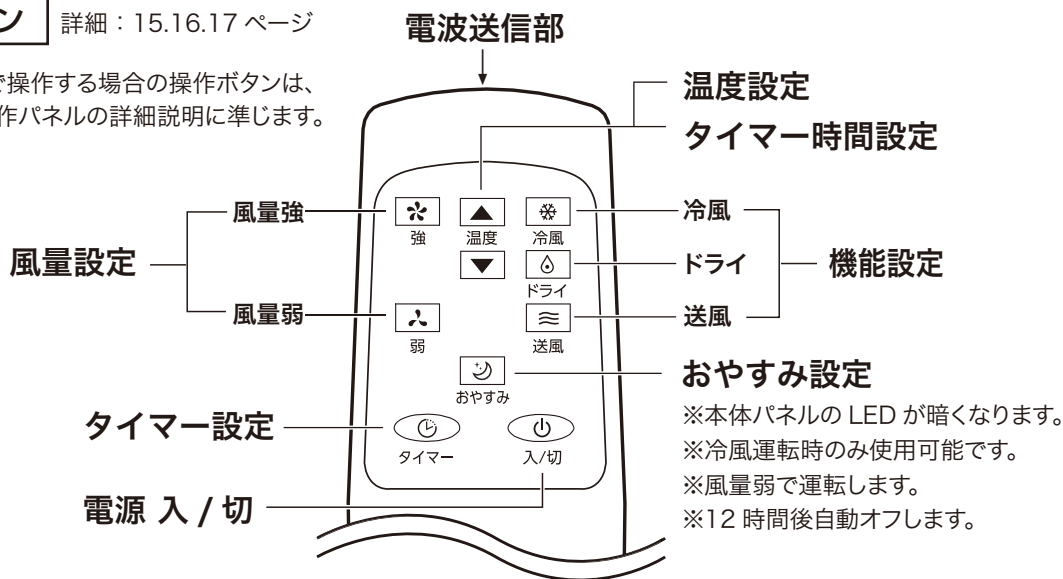 ン 詳細:15.16.17 ページ
で操作する場合の操作ボタンは、
作パネルの詳細説明に準じます。
電波送信部
温度設定
タイマー時間設定
風量設定
風量強
風量弱
強
温度
冷風
ドライ
弱
送風
おやすみ
タイマー
入/切
冷風
ドライ
送風
機能設定
おやすみ設定
※本体パネルの LED が暗くなります。
※冷風運転時のみ使用可能です。
※風量弱で運転します。
※12 時間後自動オフします。
タイマー設定
電源 入 / 切